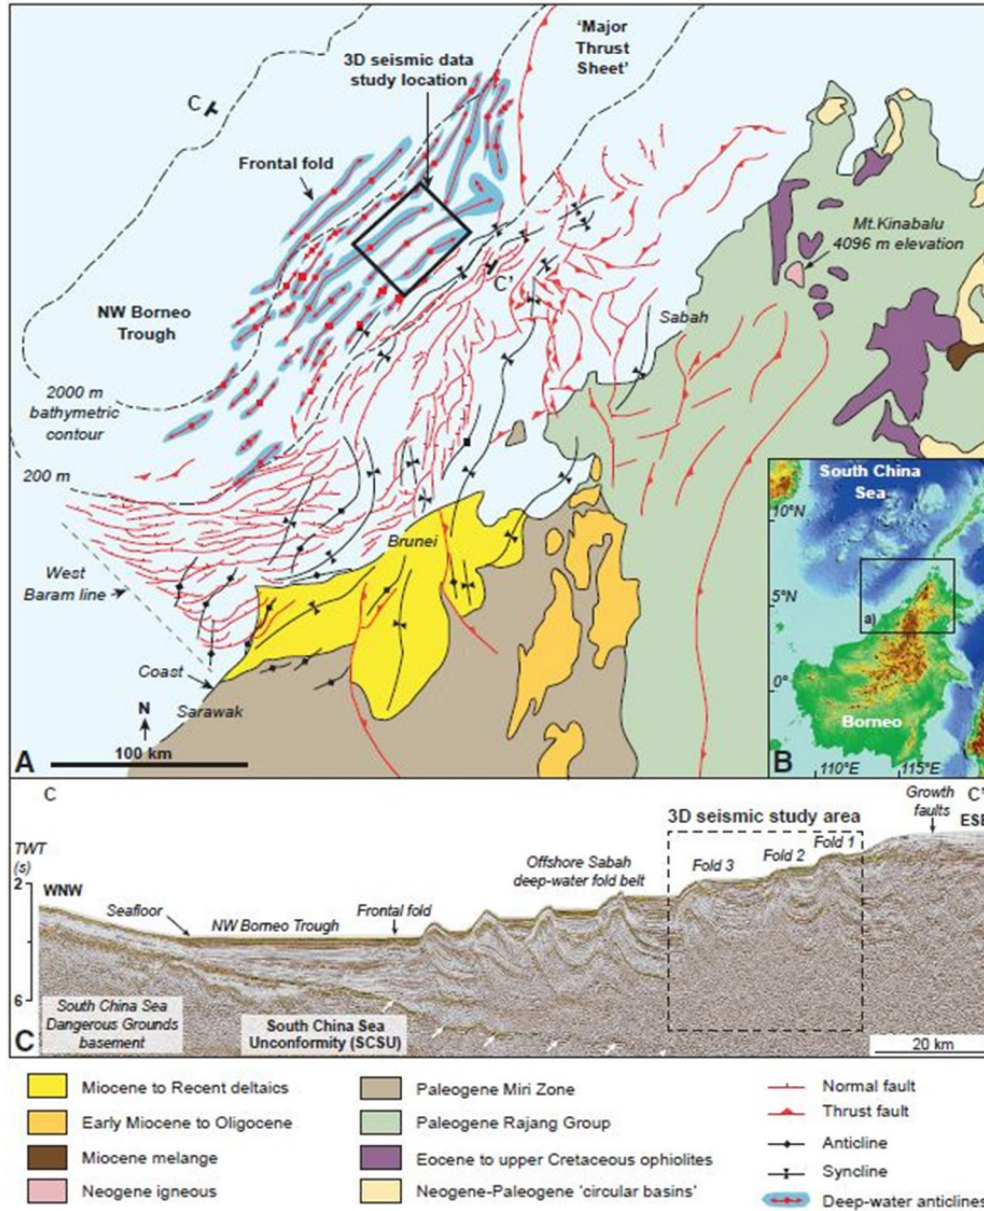 'Major
Thrust
Sheet'
3D seismic data
study location
C
Frontal fold
Mt.Kinabalu
4096 m elevation
C'
NW Borneo
Trough
Sabah
2000 m
bathymetric
contour
200 m
South China
Sea
10°N
Brunei
West
Baram line
5°N
a)
Coast
0°
N
Sarawak
Borneo
100 km
A
B
110°E
115°E
C
Growth
faults
C'
ESE
3D seismic study area
TWT
(s)
Fold 1
Fold 2
Fold 3
Offshore Sabah
deep-water fold belt
2
WNW
Seafloor
NW Borneo Trough
Frontal fold
6
South China Sea
Dangerous Grounds
basement
South China Sea
Unconformity (SCSU)
C
20 km
Miocene to Recent deltaics
Paleogene Miri Zone
Normal fault
Early Miocene to Oligocene
Paleogene Rajang Group
Thrust fault
Miocene melange
Eocene to upper Cretaceous ophiolites
Anticline
Neogene igneous
Neogene-Paleogene 'circular basins'
Syncline
Deep-water anticlines